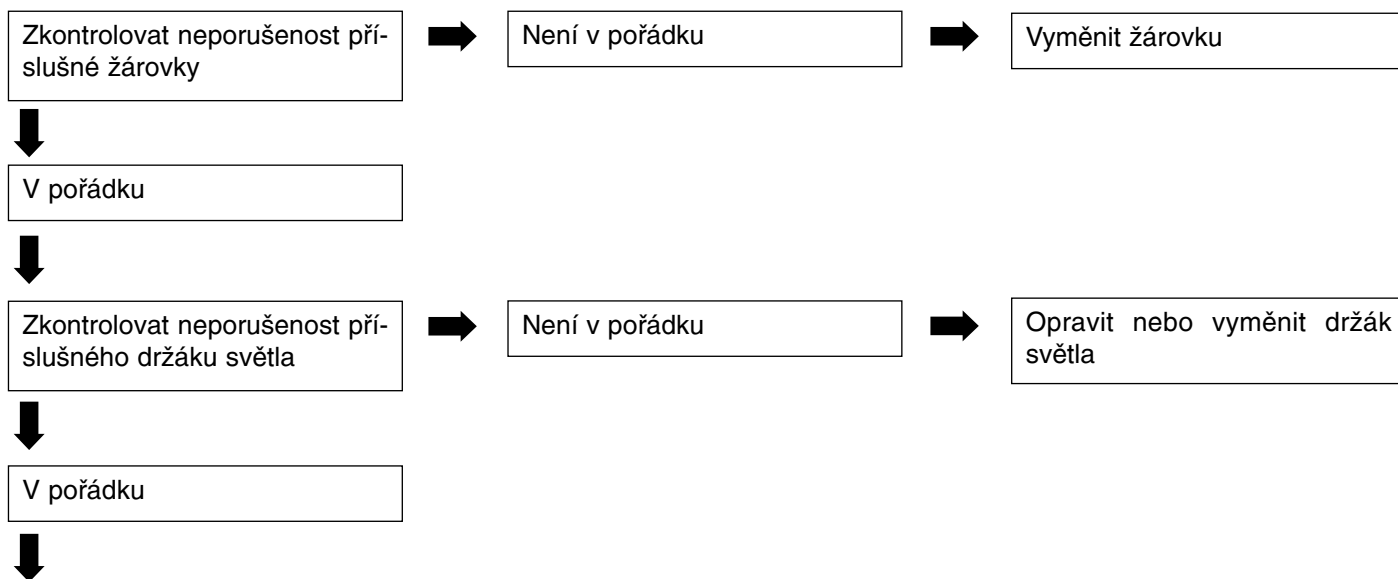 Zkontrolovat neporušenost pří-
slušné žárovky
Není v pořádku
Vyměnit žárovku
V pořádku
Zkontrolovat neporušenost pří-
slušného držáku světla
Není v pořádku
Opravit nebo vyměnit držák
světla
V pořádku